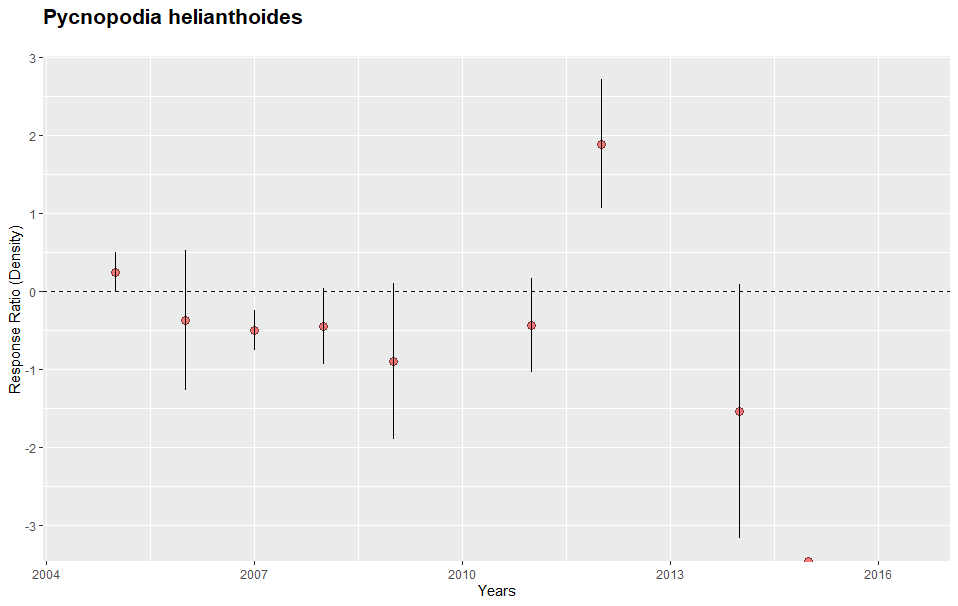 Pycnopodia helianthoides
3
2
1
0
-1
-2
-3
Response Ratio (Density)
2004 2007 2010 2013 2016
Years